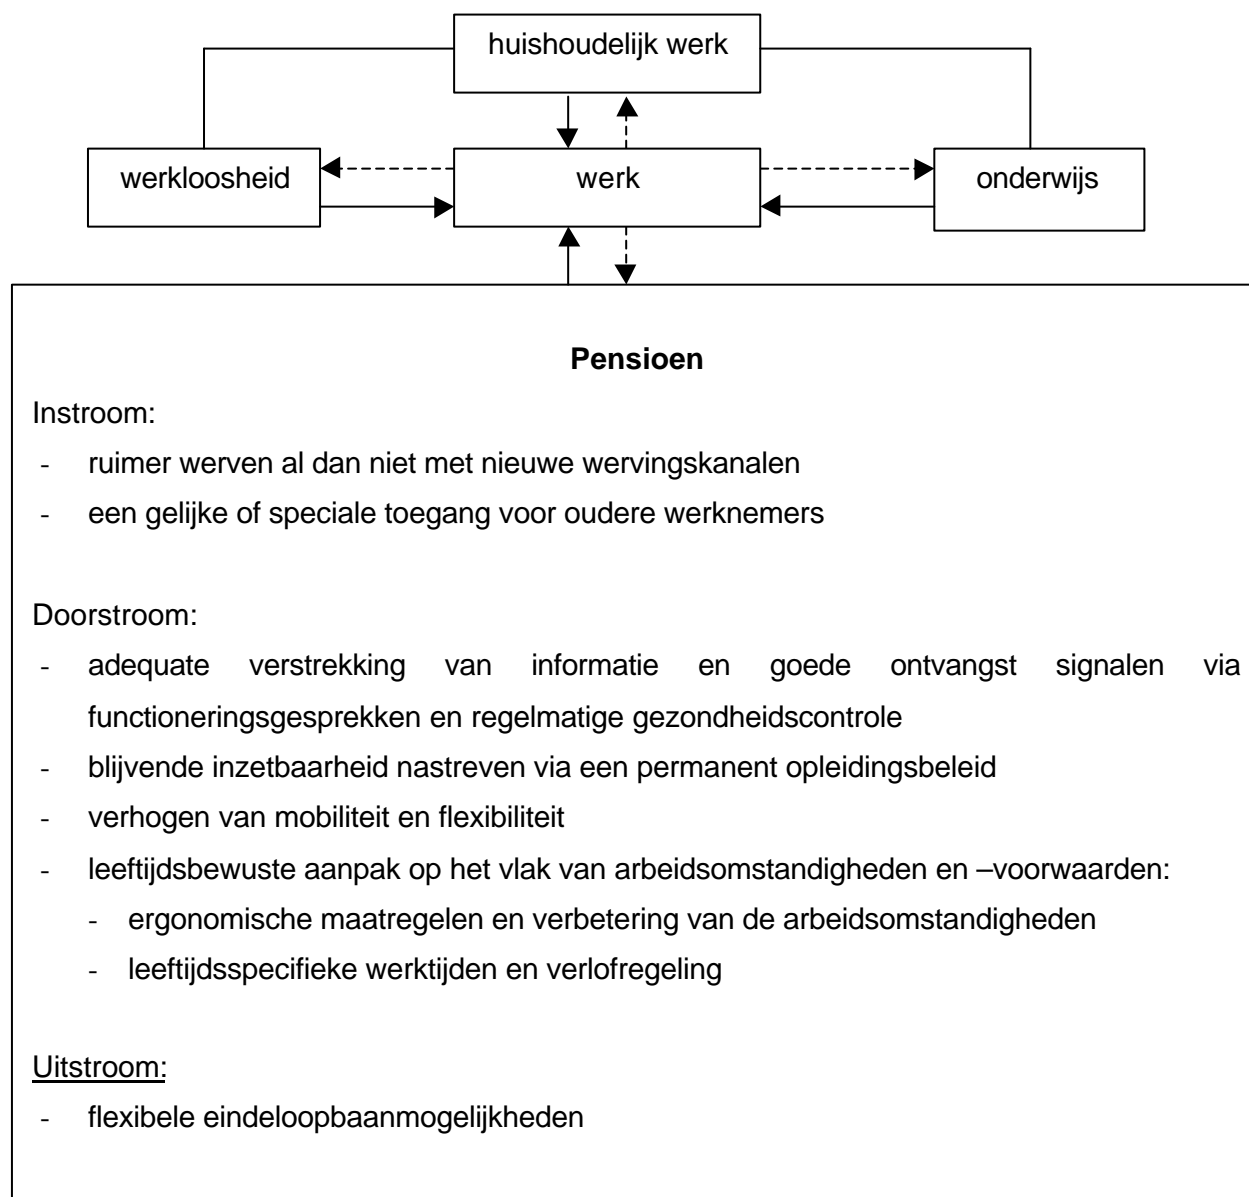 huishoudelijk werk
werkloosheid
werk
onderwijs
Pensioen
Instroom:
- ruimer werven al dan niet met nieuwe wervingskanalen
- een gelijke of speciale toegang voor oudere werknemers
Doorstroom:
- adequate verstrekking van informatie en goede ontvangst signalen via
functioneringsgesprekken en regelmatige gezondheidscontrole
- blijvende inzetbaarheid nastreven via een permanent opleidingsbeleid
- verhogen van mobiliteit en flexibiliteit
- leeftijdsbewuste aanpak op het vlak van arbeidsomstandigheden en –voorwaarden:
- ergonomische maatregelen en verbetering van de arbeidsomstandigheden
- leeftijdsspecifieke werktijden en verlofregeling
Uitstroom:
- flexibele eindeloopbaanmogelijkheden